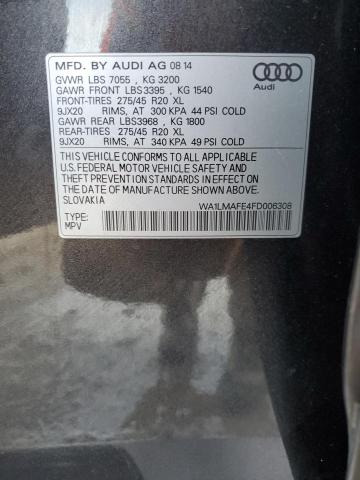 MFD. BY AUDI AG 08 14
GVWR LBS 7055 , KG 3200
GAWR FRONT LBS3395 , KG 1540
FRONT-TIRES 275/45 R20 XL
9JX20 RIMS, AT 300 KPA 44 PSI COLD
GAWR REAR LBS3968 , KG 1800
REAR-TIRES 275/45 R20 XL
9JX20 RIMS, AT 340 KPA 49 PSI COLD
Audi
THIS VEHICLE CONFORMS TO ALL APPLICABLE
U.S. FEDERAL MOTOR VEHICLE SAFETY AND
THEFT PREVENTION STANDARDS IN EFFECT ON
THE DATE OF MANUFACTURE SHOWN ABOVE.
SLOVAKIA
WA1LMAFE4FD006308
TYPE:
MPV